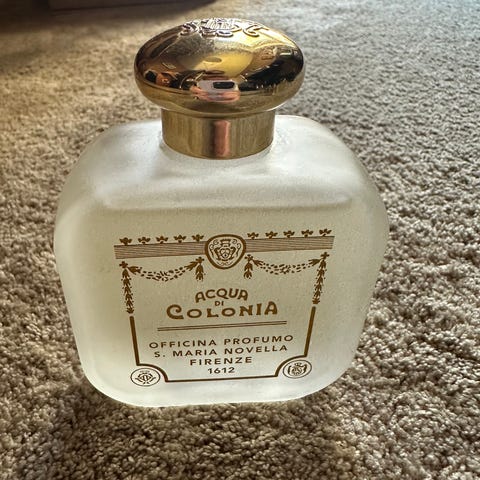 ACQUA
DI
COLONIA
OFFICINA PROFUMO
S. MARIA NOVELLA
FIRENZE
1612